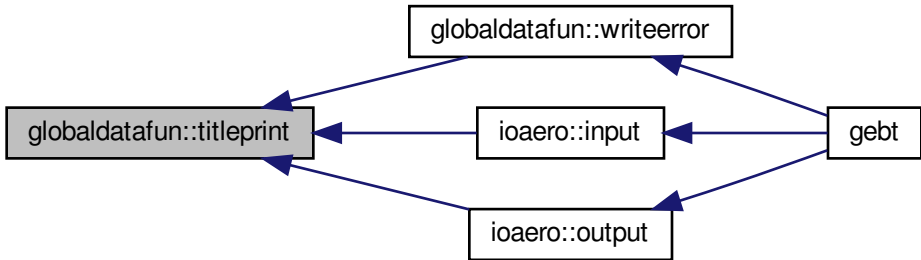 globaldatafun::writeerror
globaldatafun::titleprint
ioaero::input
gebt
ioaero::output